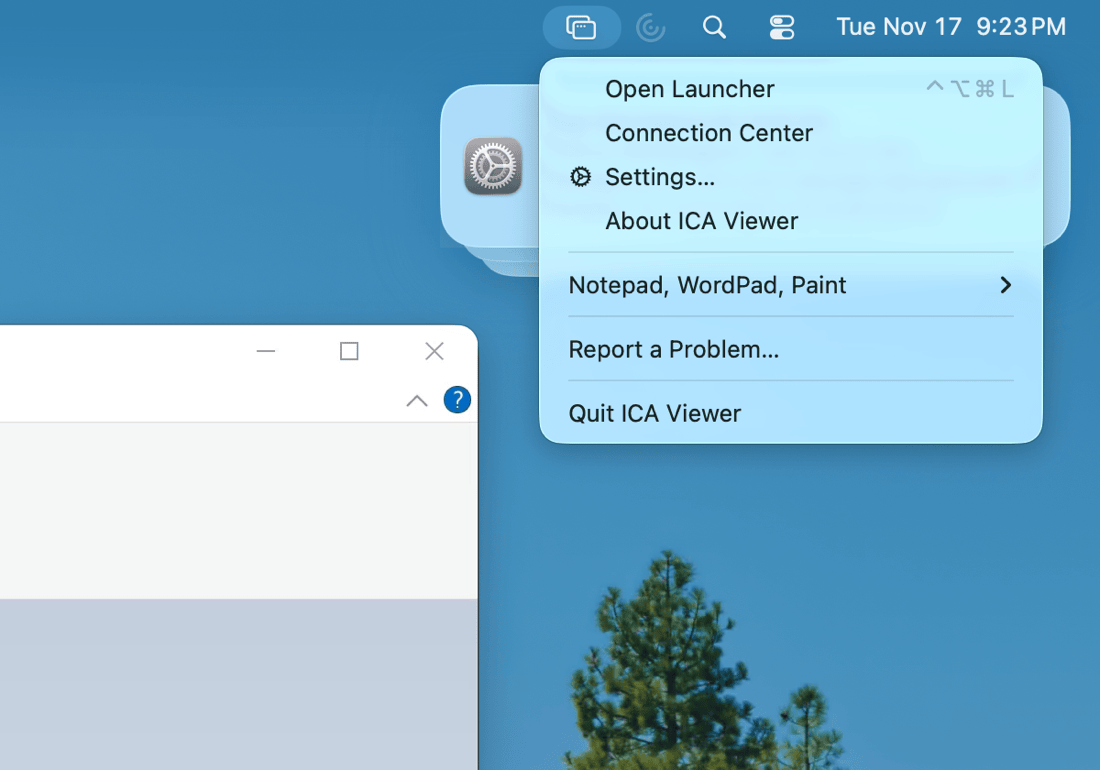 Tue Nov 17 9:23 PM
Open Launcher ^⌥⌘L
Connection Center
Settings...
About ICA Viewer
Notepad, WordPad, Paint
Report a Problem...
Quit ICA Viewer
?